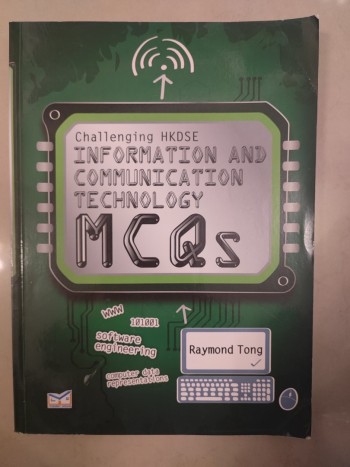 Challenging HKDSE
INFORMATION AND
COMMUNICATION
TECHNOLOGY
MCQs
www
101001
software
engineering
computer data
representations
Raymond Tong